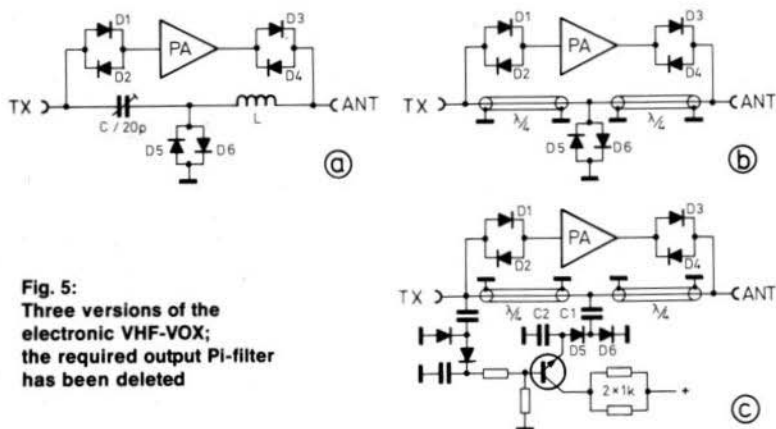 D1
PA
D3
D2
D4
TX
C / 20p
L
ANT
D5
D6
a
D1
PA
D3
D2
D4
TX
λ/4
λ/4
ANT
D5
D6
b
D1
PA
D3
D2
D4
TX
λ/4
C2
C1
λ/4
ANT
D5
D6
2×1k
+
c
Fig. 5:
Three versions of the
electronic VHF-VOX;
the required output Pi-filter
has been deleted